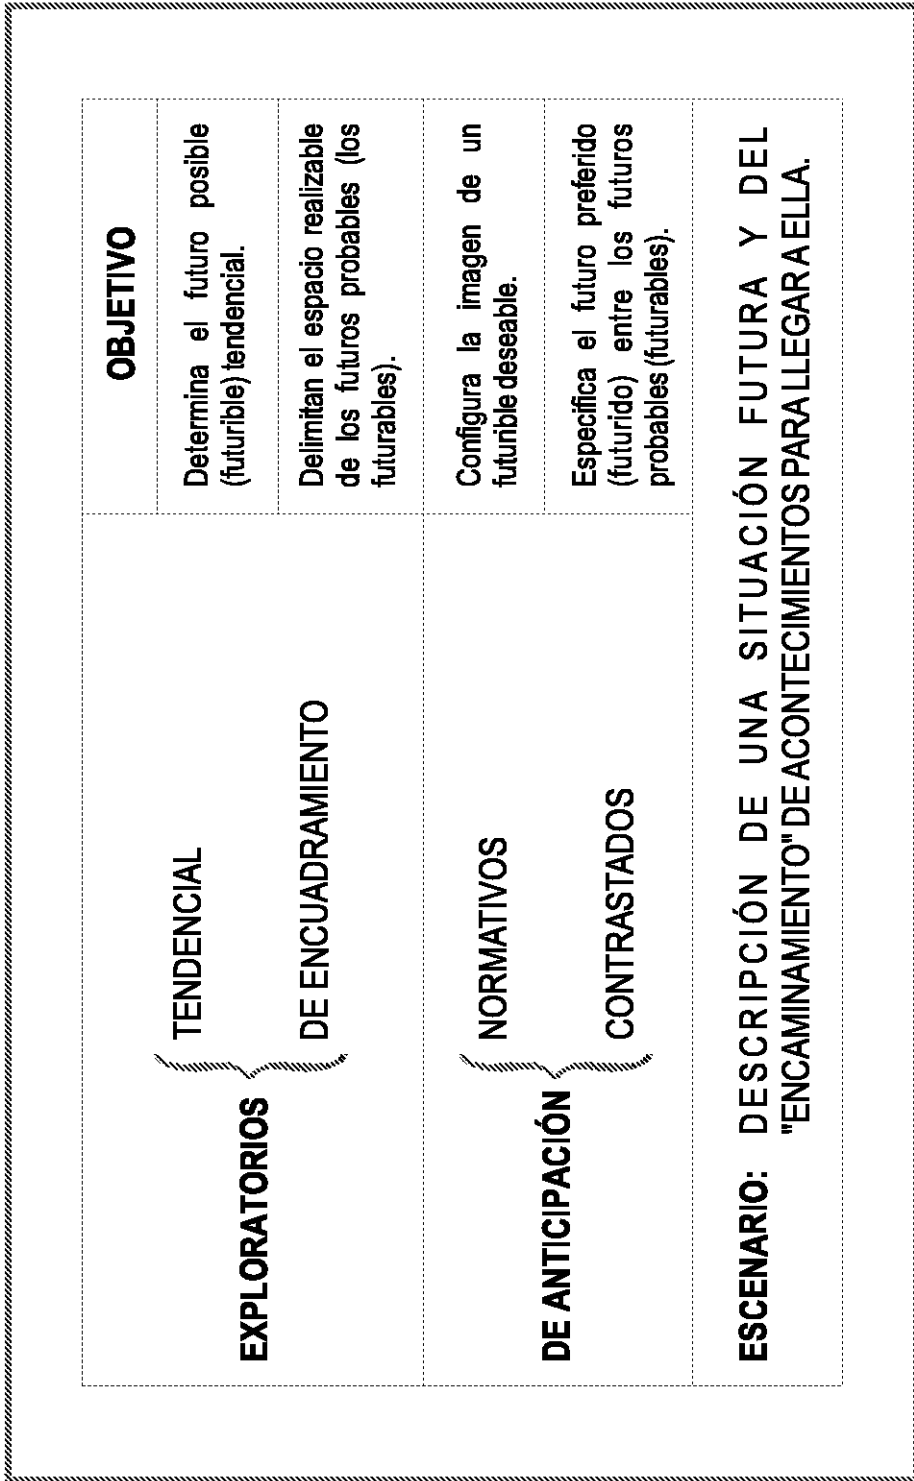 OBJETIVO
EXPLORATORIOS
TENDENCIAL
Determina el futuro posible
(futurible) tendencial.
DE ENCUADRAMIENTO
Delimitan el espacio realizable
de los futuros probables (los
futurables).
DE ANTICIPACIÓN
NORMATIVOS
Configura la imagen de un
futurible deseable.
CONTRASTADOS
Especifica el futuro preferido
(futurido) entre los futuros
probables (futurables).
ESCENARIO: DESCRIPCIÓN DE UNA SITUACIÓN FUTURA Y DEL
"ENCAMINAMIENTO" DE ACONTECIMIENTOS PARA LLEGAR A ELLA.